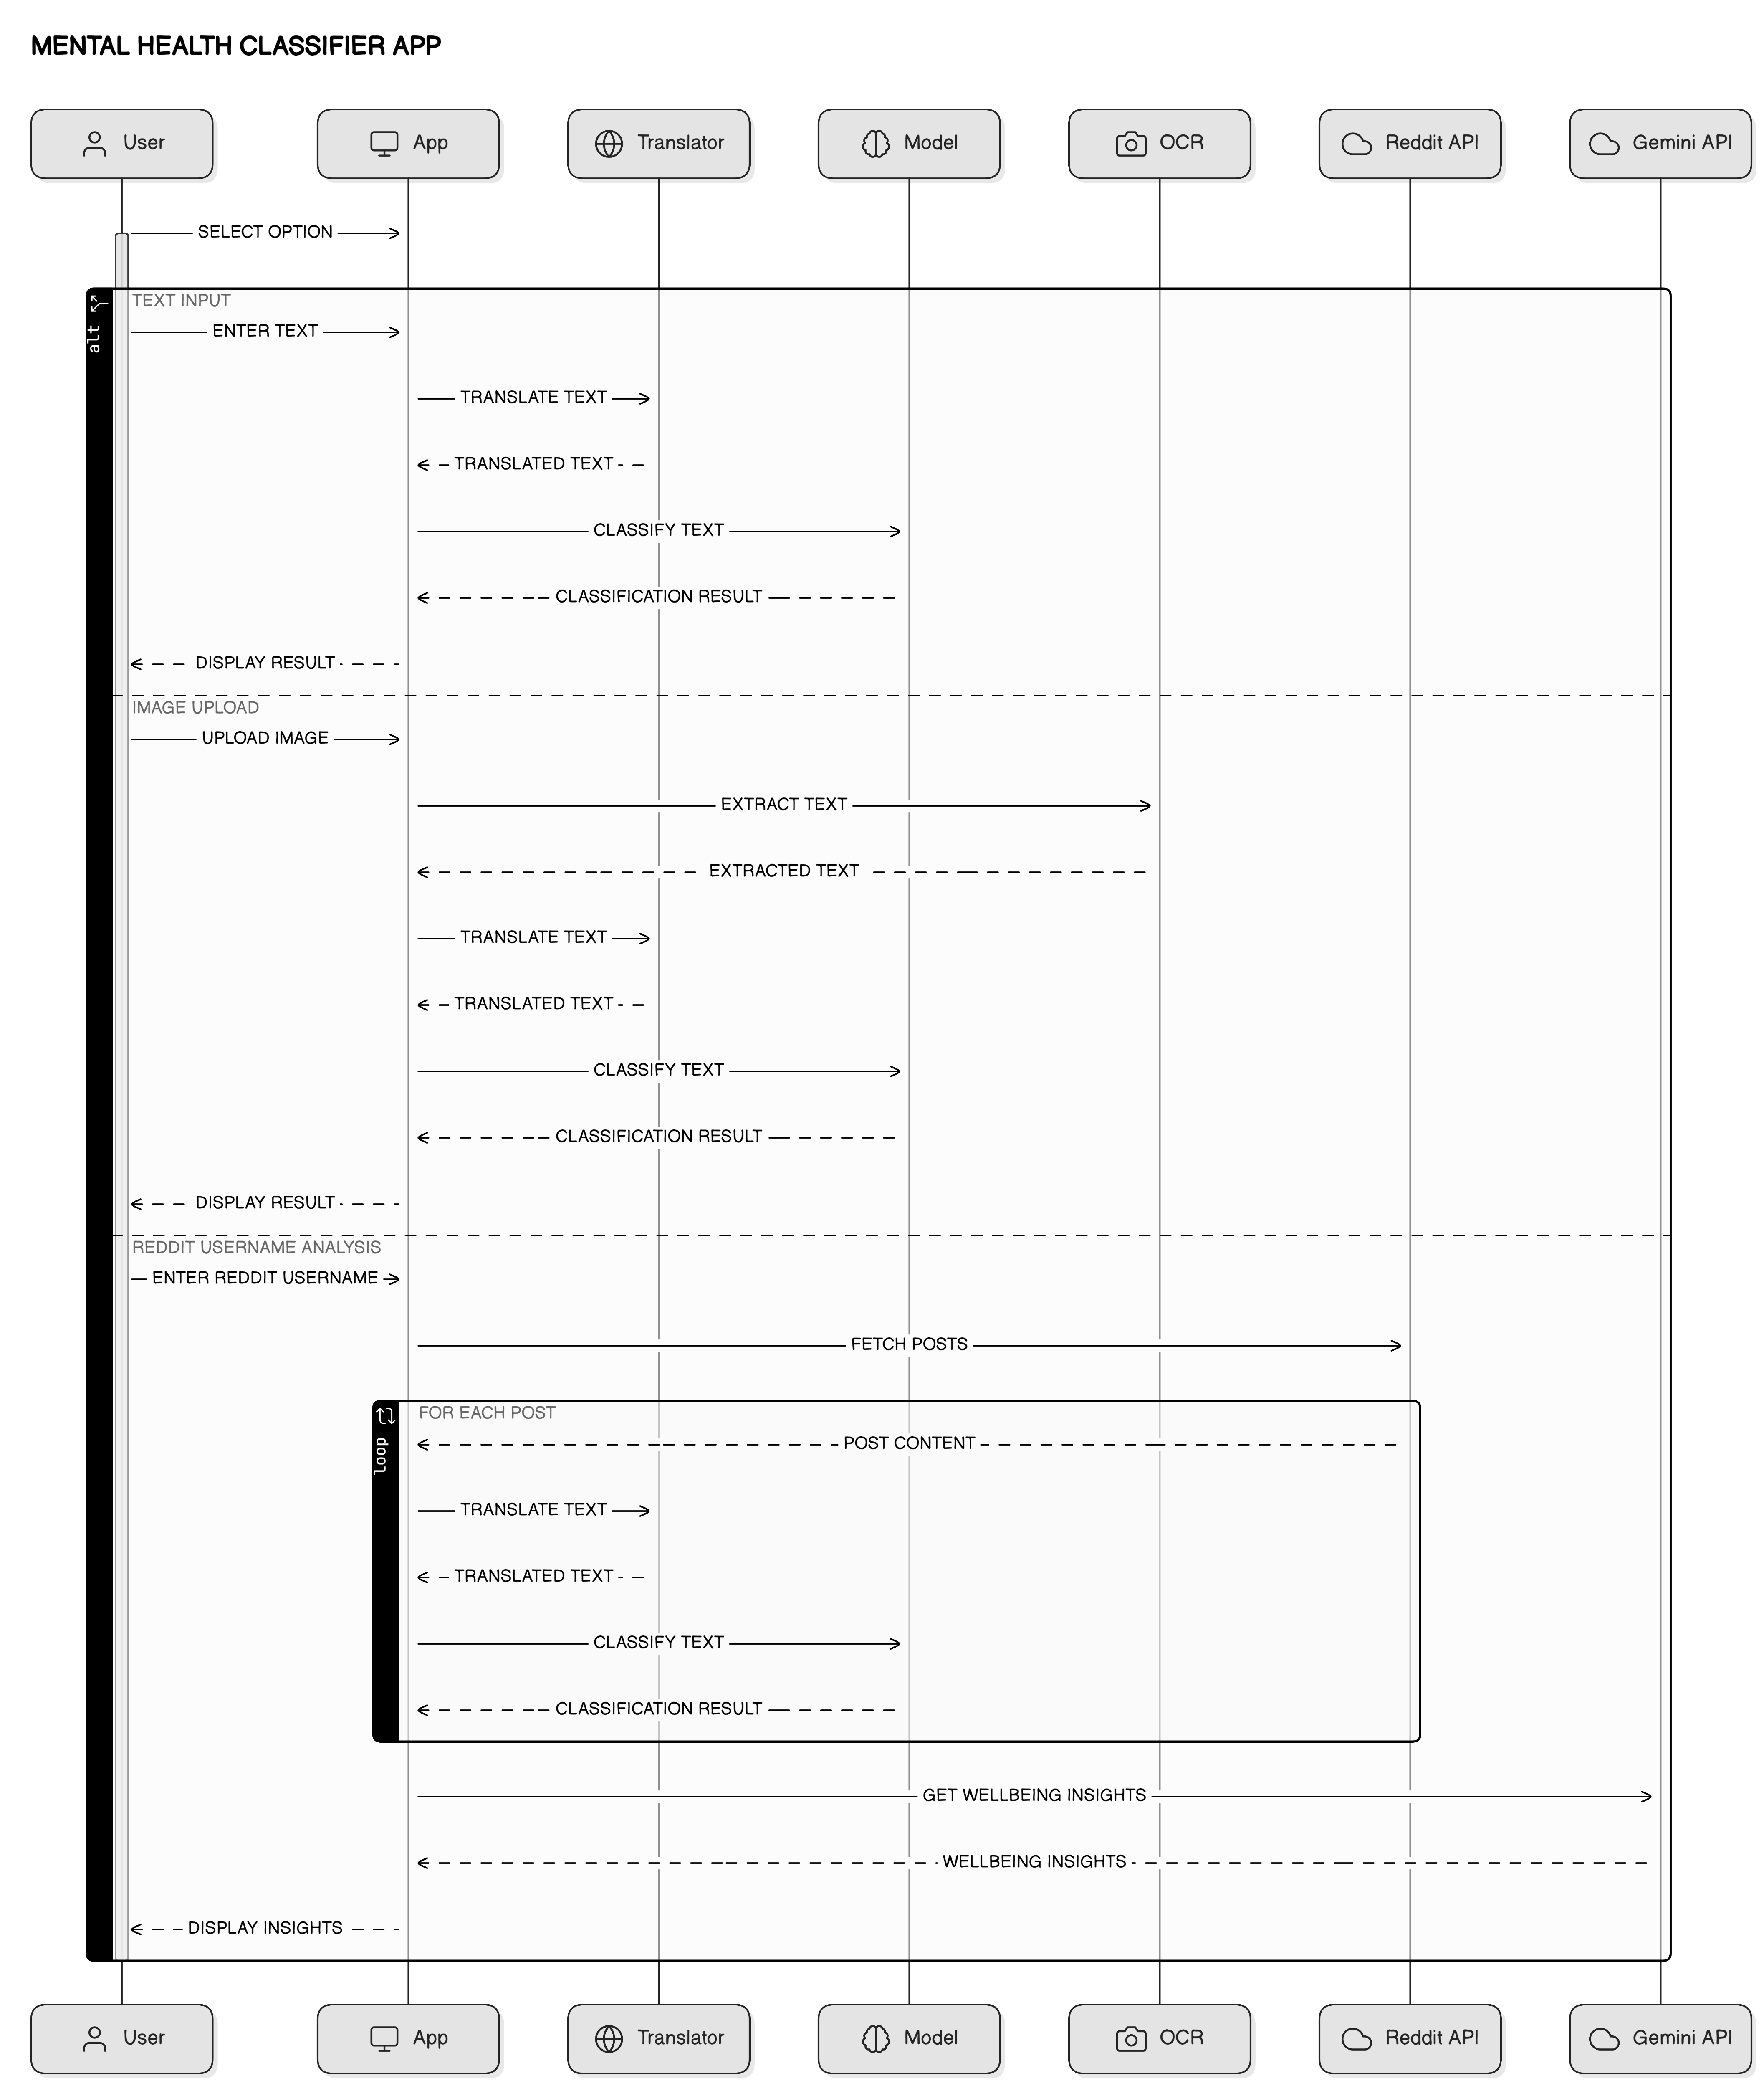 MENTAL HEALTH CLASSIFIER APP
User
App
Translator
Model
OCR
Reddit API
Gemini API
SELECT OPTION
alt
TEXT INPUT
ENTER TEXT
TRANSLATE TEXT
TRANSLATED TEXT
CLASSIFY TEXT
CLASSIFICATION RESULT
DISPLAY RESULT
IMAGE UPLOAD
UPLOAD IMAGE
EXTRACT TEXT
EXTRACTED TEXT
TRANSLATE TEXT
TRANSLATED TEXT
CLASSIFY TEXT
CLASSIFICATION RESULT
DISPLAY RESULT
REDDIT USERNAME ANALYSIS
ENTER REDDIT USERNAME
FETCH POSTS
loop
FOR EACH POST
POST CONTENT
TRANSLATE TEXT
TRANSLATED TEXT
CLASSIFY TEXT
CLASSIFICATION RESULT
GET WELLBEING INSIGHTS
WELLBEING INSIGHTS
DISPLAY INSIGHTS
User
App
Translator
Model
OCR
Reddit API
Gemini API